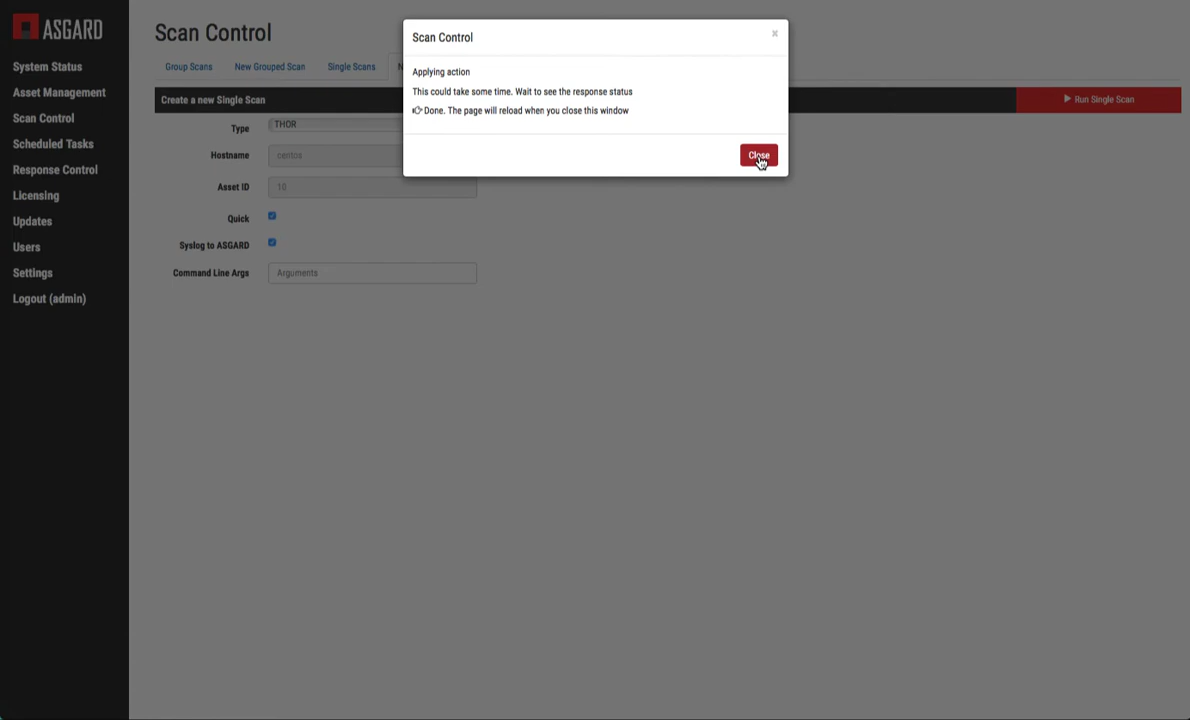 ASGARD
System Status
Asset Management
Scan Control
Scheduled Tasks
Response Control
Licensing
Updates
Users
Settings
Logout (admin)
Scan Control
Group Scans
New Grouped Scan
Single Scans
N
Create a new Single Scan
Run Single Scan
Type
THOR
Hostname
centos
Asset ID
10
Quick
Syslog to ASGARD
Command Line Args
Arguments
Scan Control
×
Applying action
This could take some time. Wait to see the response status
Done. The page will reload when you close this window
Close